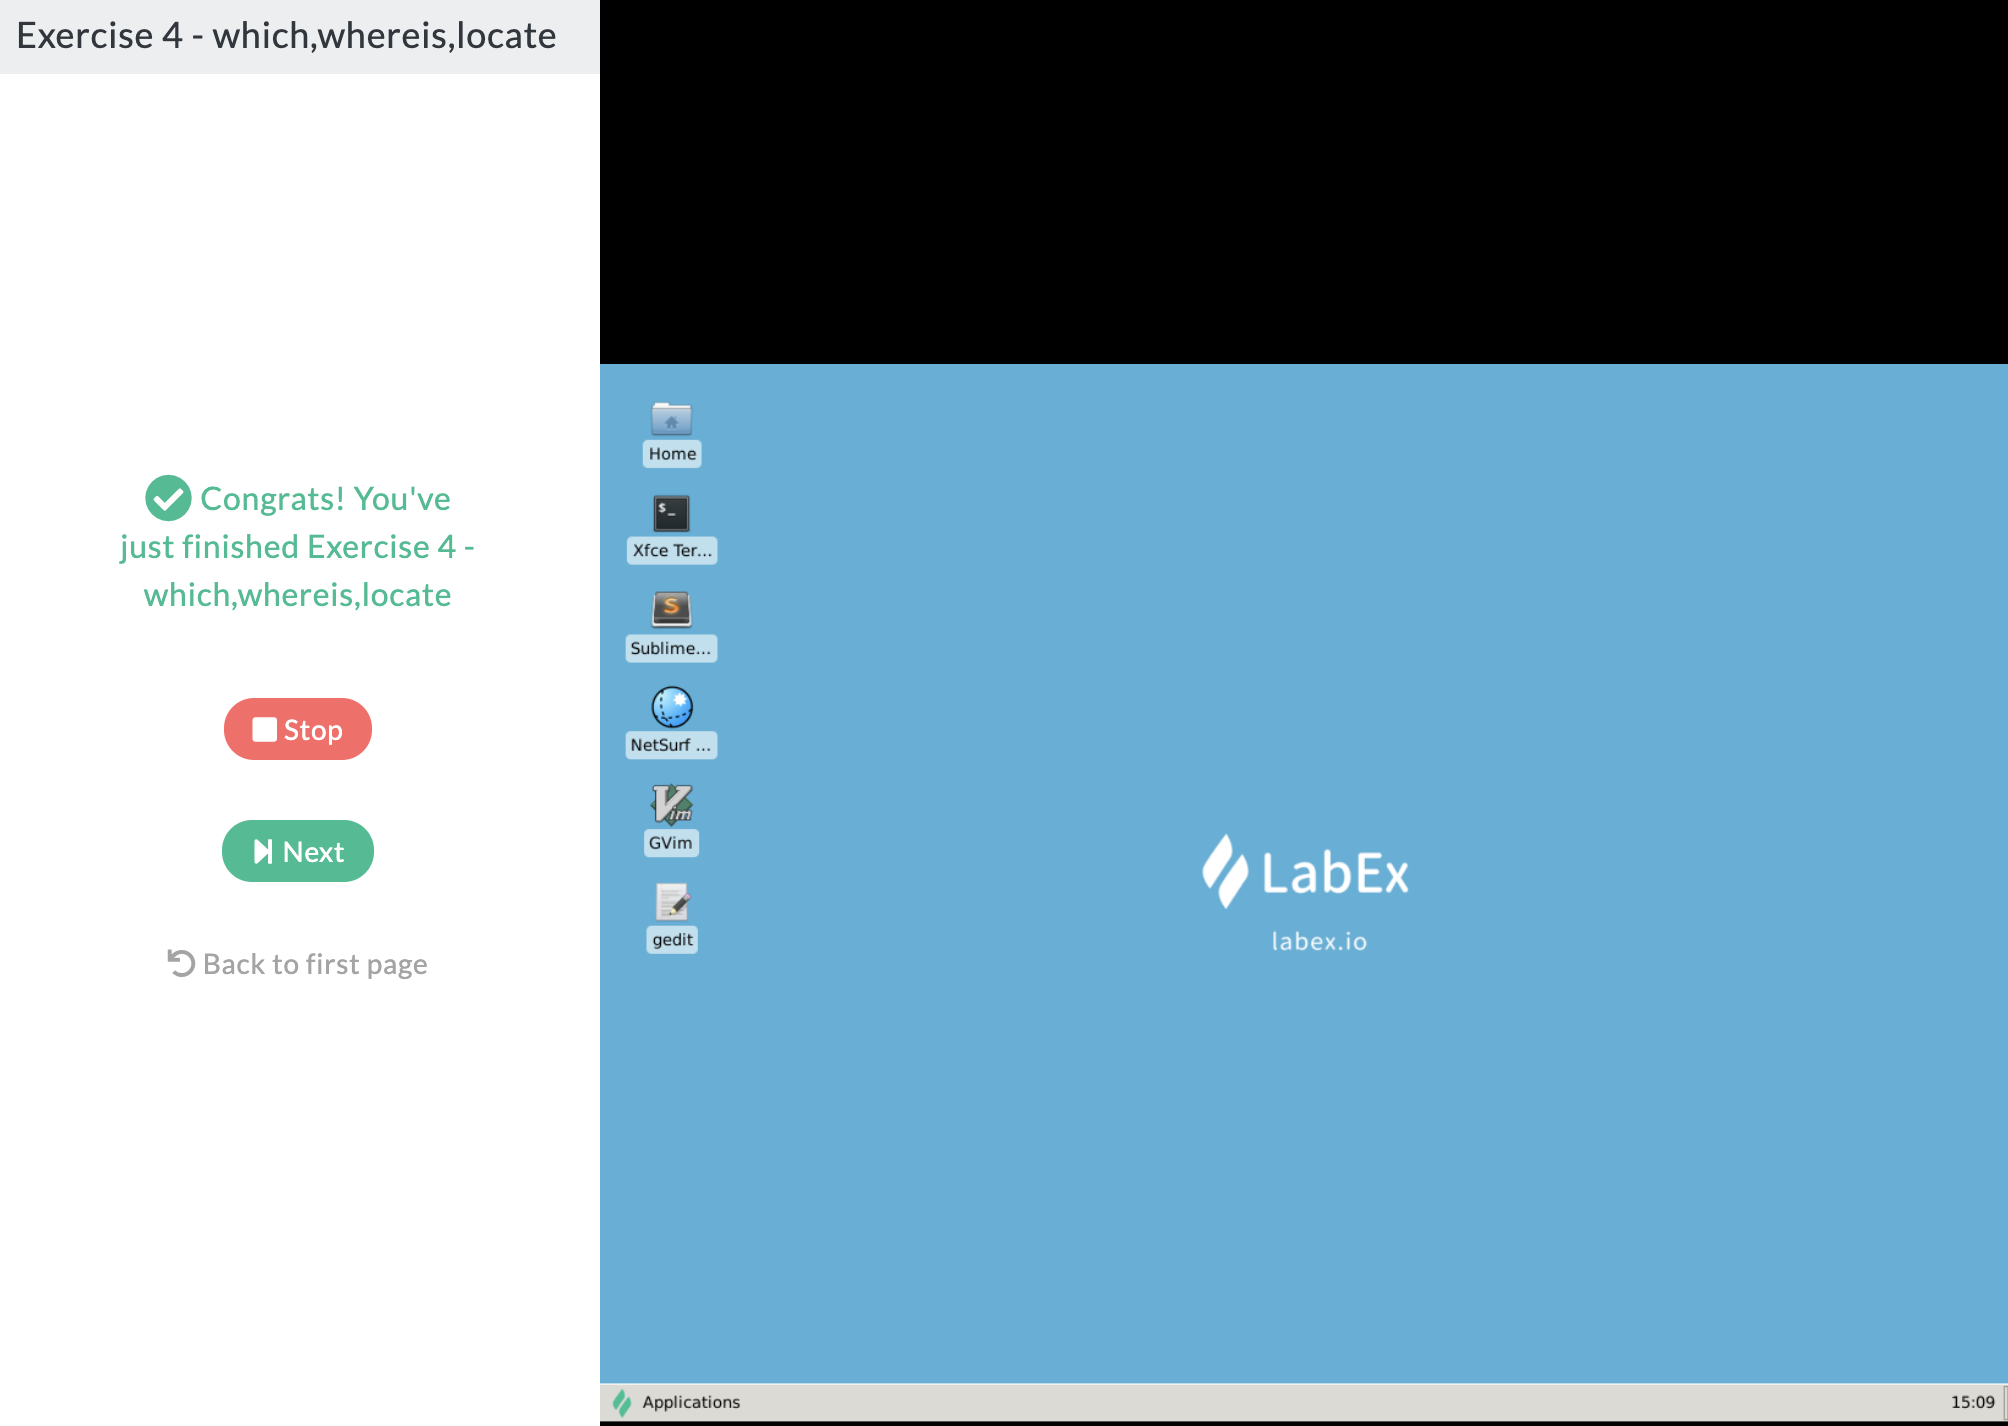 Exercise 4 - which,whereis,locate
Congrats! You've
just finished Exercise 4 -
which,whereis,locate
Stop
Next
Back to first page
Home
$_
Xfce Ter...
S
Sublime...
NetSurf ...
Vim
GVim
gedit
LabEx
labex.io
Applications
15:09